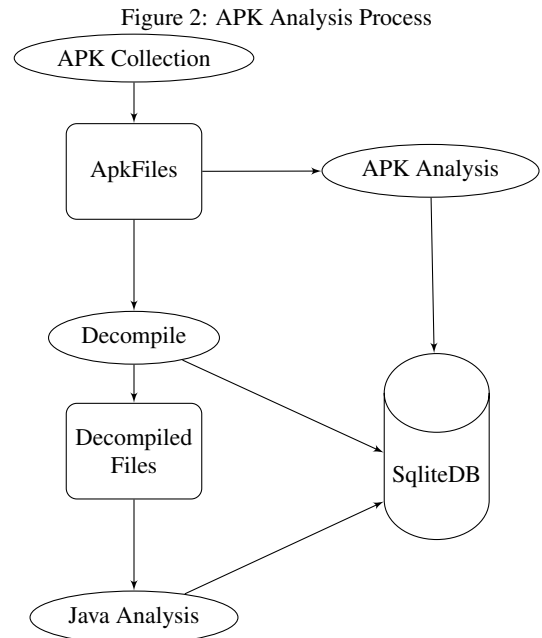 Figure 2: APK Analysis Process
APK Collection
ApkFiles
APK Analysis
Decompile
Decompiled
Files
SqliteDB
Java Analysis